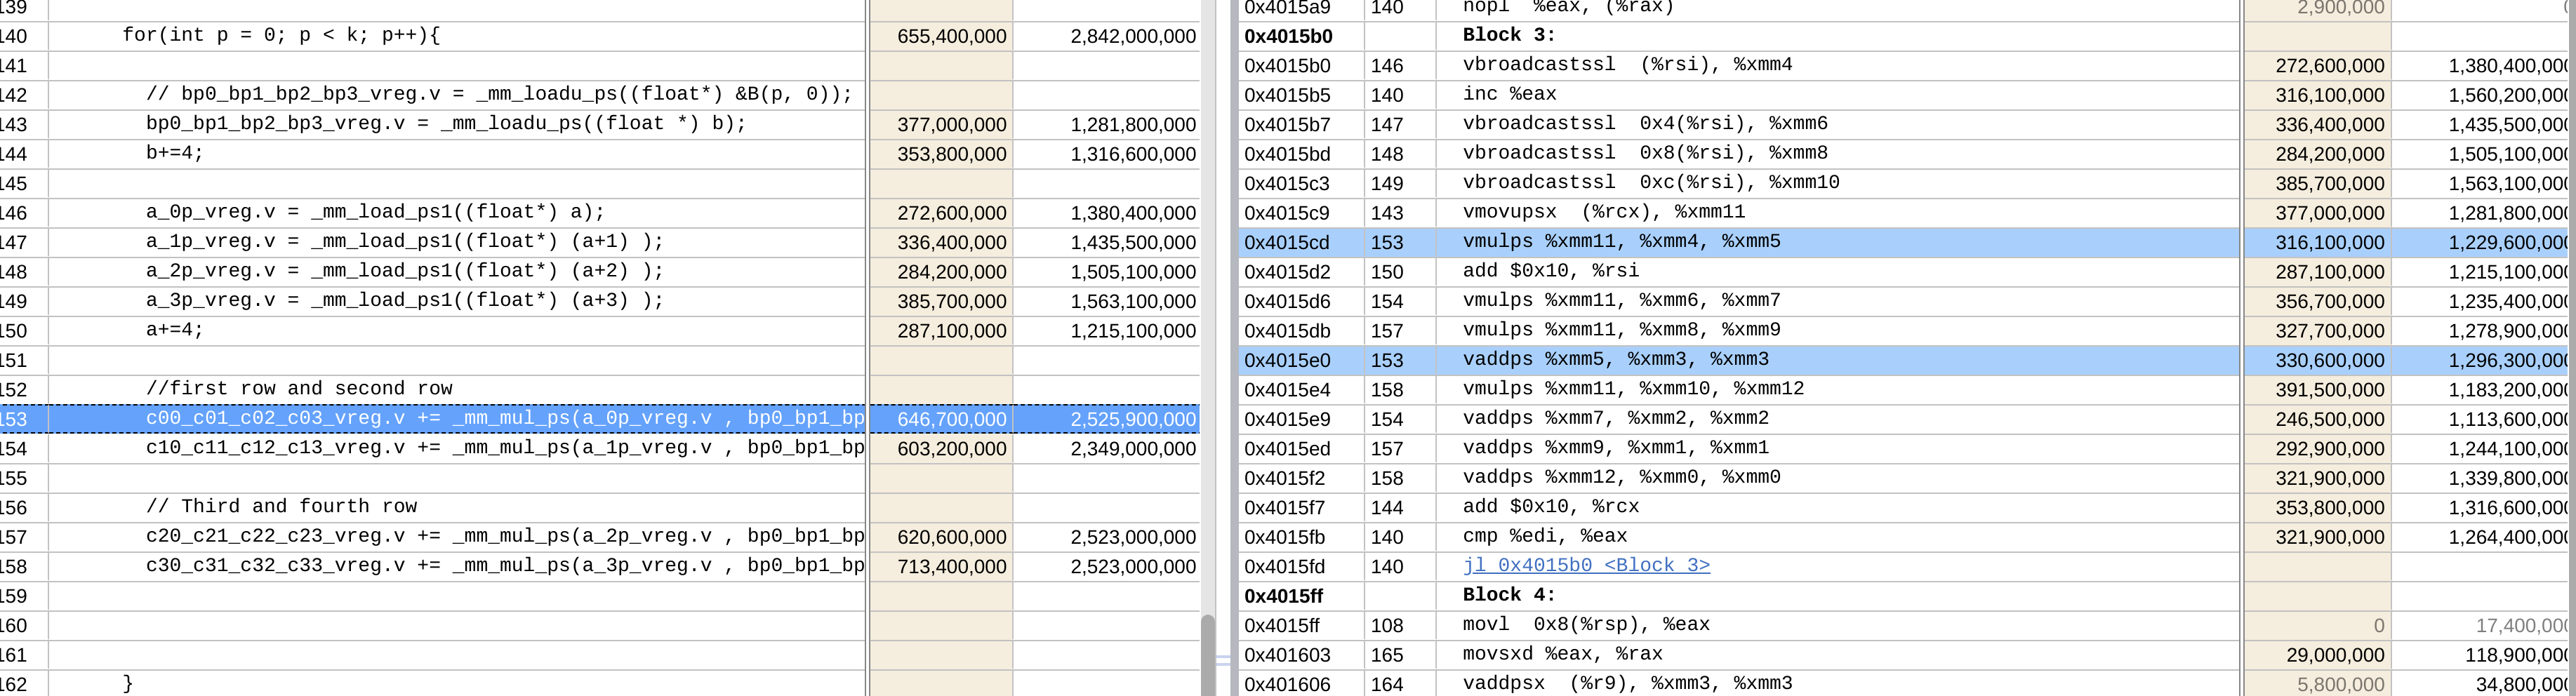 139
140 for(int p = 0; p < k; p++){ 655,400,000 2,842,000,000
141
142 // bp0_bp1_bp2_bp3_vreg.v = _mm_loadu_ps((float*) &B(p, 0));
143 bp0_bp1_bp2_bp3_vreg.v = _mm_loadu_ps((float *) b); 377,000,000 1,281,800,000
144 b+=4; 353,800,000 1,316,600,000
145
146 a_0p_vreg.v = _mm_load_ps1((float*) a); 272,600,000 1,380,400,000
147 a_1p_vreg.v = _mm_load_ps1((float*) (a+1) ); 336,400,000 1,435,500,000
148 a_2p_vreg.v = _mm_load_ps1((float*) (a+2) ); 284,200,000 1,505,100,000
149 a_3p_vreg.v = _mm_load_ps1((float*) (a+3) ); 385,700,000 1,563,100,000
150 a+=4; 287,100,000 1,215,100,000
151
152 //first row and second row
153 c00_c01_c02_c03_vreg.v += _mm_mul_ps(a_0p_vreg.v , bp0_bp1_bp 646,700,000 2,525,900,000
154 c10_c11_c12_c13_vreg.v += _mm_mul_ps(a_1p_vreg.v , bp0_bp1_bp 603,200,000 2,349,000,000
155
156 // Third and fourth row
157 c20_c21_c22_c23_vreg.v += _mm_mul_ps(a_2p_vreg.v , bp0_bp1_bp 620,600,000 2,523,000,000
158 c30_c31_c32_c33_vreg.v += _mm_mul_ps(a_3p_vreg.v , bp0_bp1_bp 713,400,000 2,523,000,000
159
160
161
162 }
0x4015a9 140 nopl %eax, (%rax) 2,900,000 0
0x4015b0 Block 3:
0x4015b0 146 vbroadcastssl (%rsi), %xmm4 272,600,000 1,380,400,000
0x4015b5 140 inc %eax 316,100,000 1,560,200,000
0x4015b7 147 vbroadcastssl 0x4(%rsi), %xmm6 336,400,000 1,435,500,000
0x4015bd 148 vbroadcastssl 0x8(%rsi), %xmm8 284,200,000 1,505,100,000
0x4015c3 149 vbroadcastssl 0xc(%rsi), %xmm10 385,700,000 1,563,100,000
0x4015c9 143 vmovupsx (%rcx), %xmm11 377,000,000 1,281,800,000
0x4015cd 153 vmulps %xmm11, %xmm4, %xmm5 316,100,000 1,229,600,000
0x4015d2 150 add $0x10, %rsi 287,100,000 1,215,100,000
0x4015d6 154 vmulps %xmm11, %xmm6, %xmm7 356,700,000 1,235,400,000
0x4015db 157 vmulps %xmm11, %xmm8, %xmm9 327,700,000 1,278,900,000
0x4015e0 153 vaddps %xmm5, %xmm3, %xmm3 330,600,000 1,296,300,000
0x4015e4 158 vmulps %xmm11, %xmm10, %xmm12 391,500,000 1,183,200,000
0x4015e9 154 vaddps %xmm7, %xmm2, %xmm2 246,500,000 1,113,600,000
0x4015ed 157 vaddps %xmm9, %xmm1, %xmm1 292,900,000 1,244,100,000
0x4015f2 158 vaddps %xmm12, %xmm0, %xmm0 321,900,000 1,339,800,000
0x4015f7 144 add $0x10, %rcx 353,800,000 1,316,600,000
0x4015fb 140 cmp %edi, %eax 321,900,000 1,264,400,000
0x4015fd 140 jl 0x4015b0 <Block 3>
0x4015ff Block 4:
0x4015ff 108 movl 0x8(%rsp), %eax 0 17,400,000
0x401603 165 movsxd %eax, %rax 29,000,000 118,900,000
0x401606 164 vaddpsx (%r9), %xmm3, %xmm3 5,800,000 34,800,000